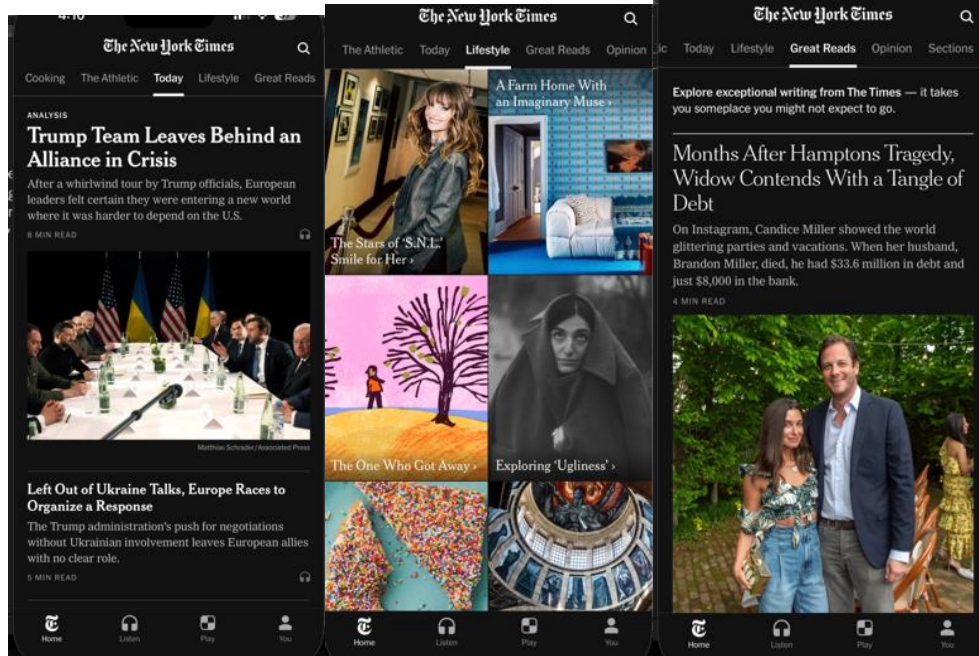 4:10
The New York Times
Cooking The Athletic Today Lifestyle Great Reads
ANALYSIS
Trump Team Leaves Behind an
Alliance in Crisis
After a whirlwind tour by Trump officials, European
leaders felt certain they were entering a new world
where it was harder to depend on the U.S.
8 MIN READ
Matthias Schrader/Associated Press
Left Out of Ukraine Talks, Europe Races to
Organize a Response
The Trump administration's push for negotiations
without Ukrainian involvement leaves European allies
with no clear role.
5 MIN READ
Home Listen Play You
The New York Times
The Athletic Today Lifestyle Great Reads Opinion
The Stars of 'S.N.L.'
Smile for Her ›
A Farm Home With
an Imaginary Muse ›
The One Who Got Away ›
Exploring 'Ugliness' ›
Home Listen Play You
The New York Times
ic Today Lifestyle Great Reads Opinion Sections
Explore exceptional writing from The Times — it takes
you someplace you might not expect to go.
Months After Hamptons Tragedy,
Widow Contends With a Tangle of
Debt
On Instagram, Candice Miller showed the world
glittering parties and vacations. When her husband,
Brandon Miller, died, he had $33.6 million in debt and
just $8,000 in the bank.
4 MIN READ
Home Listen Play You